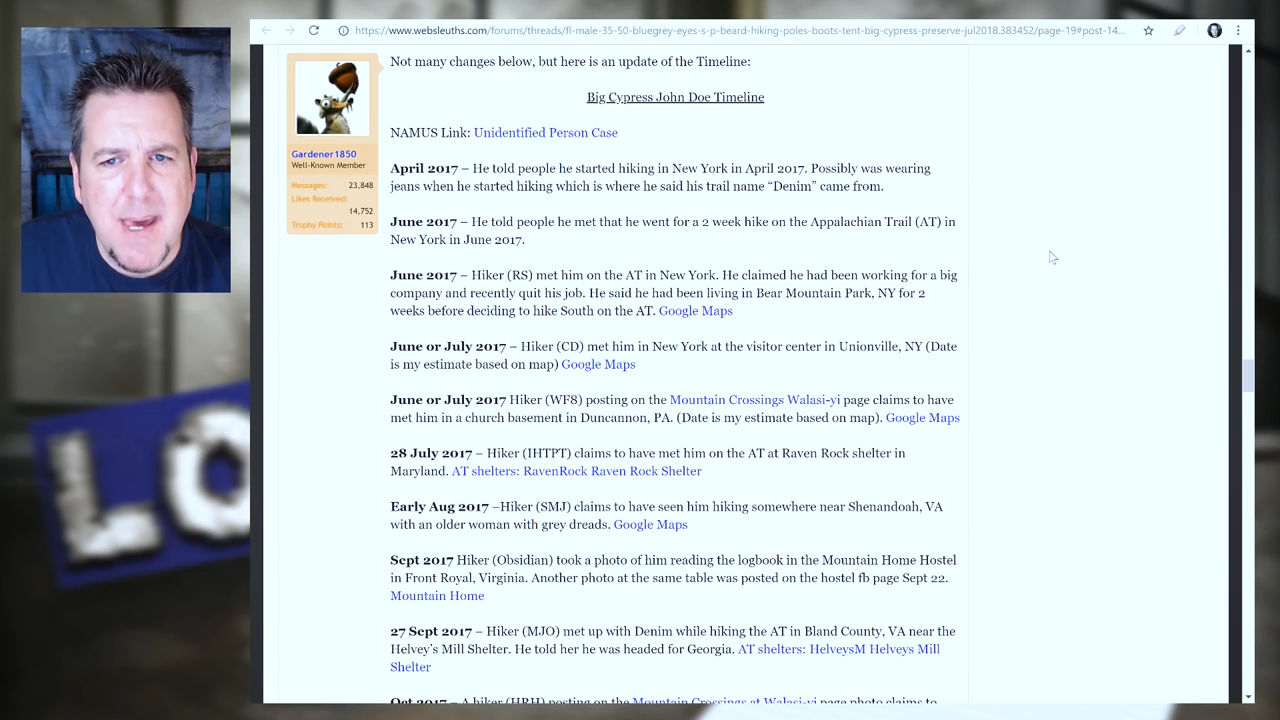 https://www.websleuths.com/forums/threads/fl-male-35-50-bluegrey-eyes-s-p-beard-hiking-poles-boots-tent-big-cypress-preserve-jul2018.383452/page-19#post-14...
Not many changes below, but here is an update of the Timeline:
Big Cypress John Doe Timeline
NAMUS Link: Unidentified Person Case
Gardener1850
Well-Known Member
Messages: 23,848
Likes Received:
14,752
Trophy Points: 113
April 2017 – He told people he started hiking in New York in April 2017. Possibly was wearing
jeans when he started hiking which is where he said his trail name “Denim” came from.
June 2017 – He told people he met that he went for a 2 week hike on the Appalachian Trail (AT) in
New York in June 2017.
June 2017 – Hiker (RS) met him on the AT in New York. He claimed he had been working for a big
company and recently quit his job. He said he had been living in Bear Mountain Park, NY for 2
weeks before deciding to hike South on the AT. Google Maps
June or July 2017 – Hiker (CD) met him in New York at the visitor center in Unionville, NY (Date
is my estimate based on map) Google Maps
June or July 2017 Hiker (WF8) posting on the Mountain Crossings Walasi-yi page claims to have
met him in a church basement in Duncannon, PA. (Date is my estimate based on map). Google Maps
28 July 2017 – Hiker (IHTPT) claims to have met him on the AT at Raven Rock shelter in
Maryland. AT shelters: RavenRock Raven Rock Shelter
Early Aug 2017 –Hiker (SMJ) claims to have seen him hiking somewhere near Shenandoah, VA
with an older woman with grey dreads. Google Maps
Sept 2017 Hiker (Obsidian) took a photo of him reading the logbook in the Mountain Home Hostel
in Front Royal, Virginia. Another photo at the same table was posted on the hostel fb page Sept 22.
Mountain Home
27 Sept 2017 – Hiker (MJO) met up with Denim while hiking the AT in Bland County, VA near the
Helvey’s Mill Shelter. He told her he was headed for Georgia. AT shelters: HelveysM Helveys Mill
Shelter
Oct 2017 – A hiker (HRH) posting on the Mountain Crossings at Walasi-yi page photo claims to
LO